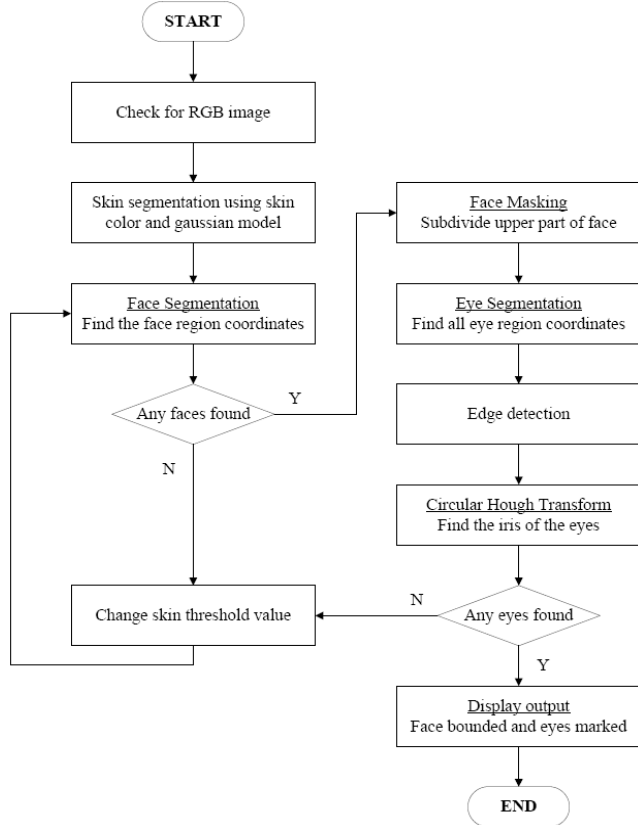 START
Check for RGB image
Skin segmentation using skin
color and gaussian model
Face Segmentation
Find the face region coordinates
Any faces found
Y
N
Change skin threshold value
Face Masking
Subdivide upper part of face
Eye Segmentation
Find all eye region coordinates
Edge detection
Circular Hough Transform
Find the iris of the eyes
Any eyes found
N
Y
Display output
Face bounded and eyes marked
END